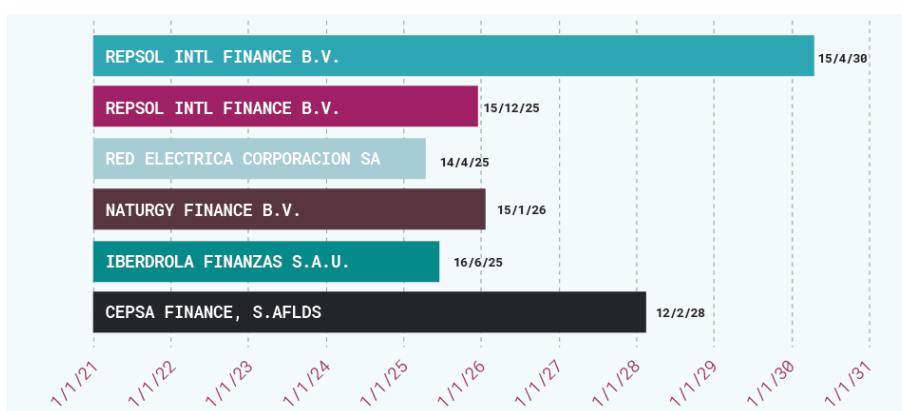 REPSOL INTL FINANCE B.V. 15/4/30
REPSOL INTL FINANCE B.V. 15/12/25
RED ELECTRICA CORPORACION SA 14/4/25
NATURGY FINANCE B.V. 15/1/26
IBERDROLA FINANZAS S.A.U. 16/6/25
CEPSA FINANCE, S.AFLDS 12/2/28
1/1/21 1/1/22 1/1/23 1/1/24 1/1/25 1/1/26 1/1/27 1/1/28 1/1/29 1/1/30 1/1/31